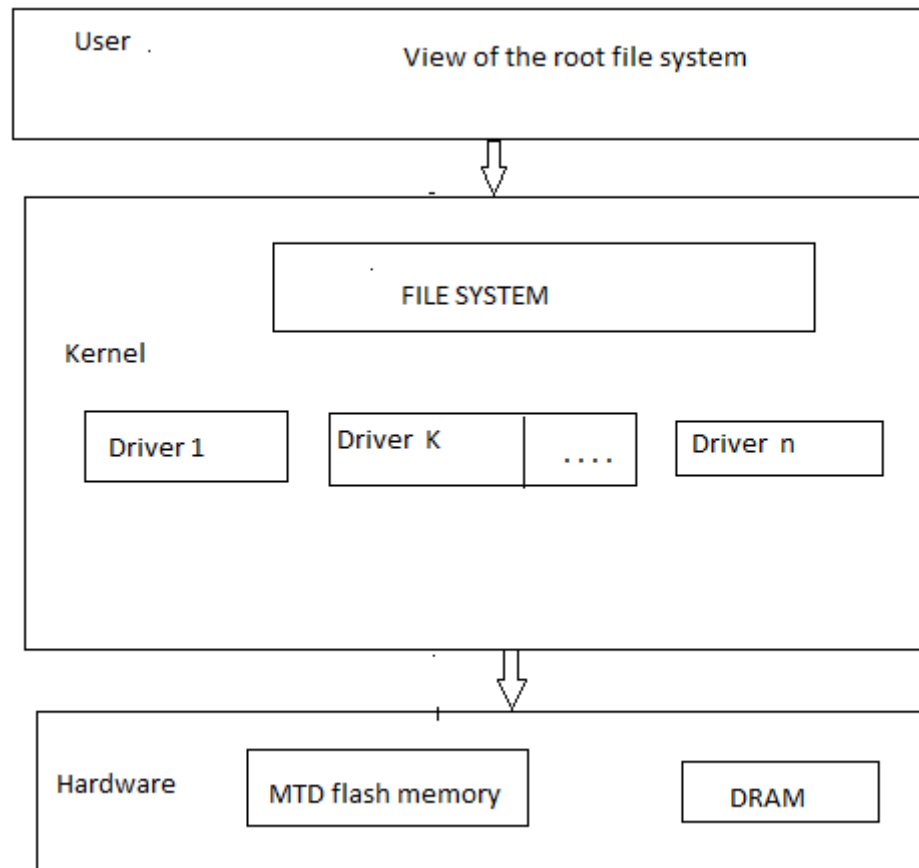 User
View of the root file system
FILE SYSTEM
Kernel
Driver 1
Driver K
....
Driver n
Hardware
MTD flash memory
DRAM